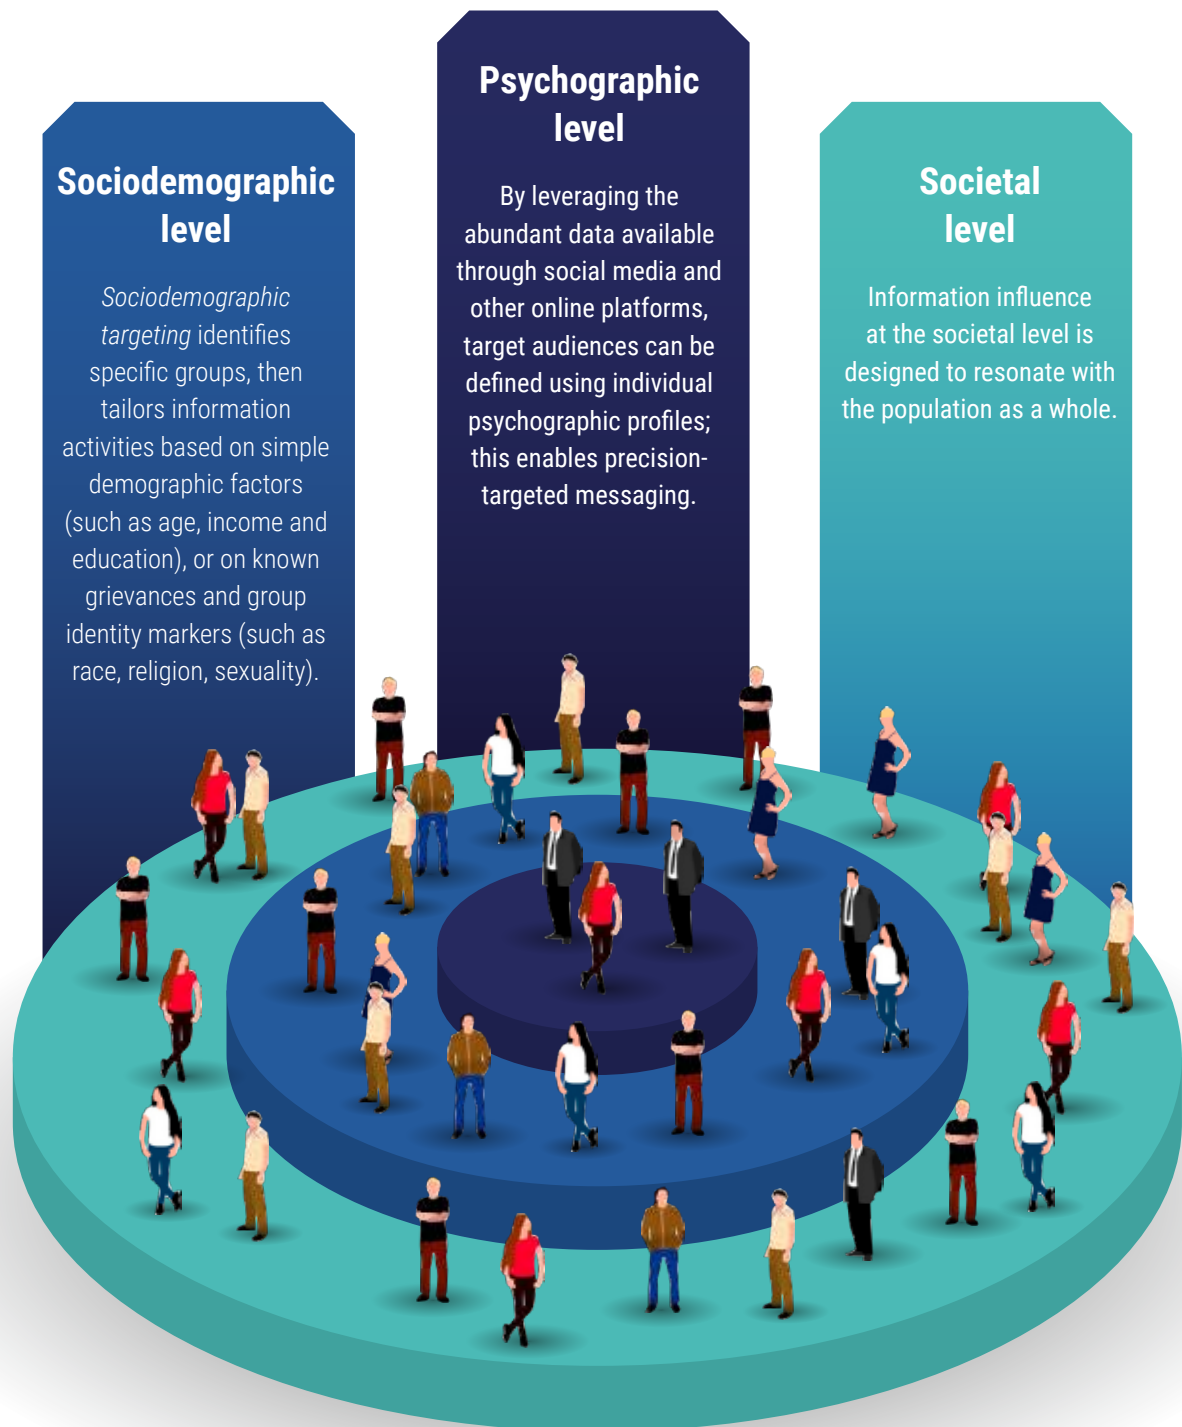 Sociodemographic
level
Sociodemographic
targeting identifies
specific groups, then
tailors information
activities based on simple
demographic factors
(such as age, income and
education), or on known
grievances and group
identity markers (such as
race, religion, sexuality).
Psychographic
level
By leveraging the
abundant data available
through social media and
other online platforms,
target audiences can be
defined using individual
psychographic profiles;
this enables precision-
targeted messaging.
Societal
level
Information influence
at the societal level is
designed to resonate with
the population as a whole.